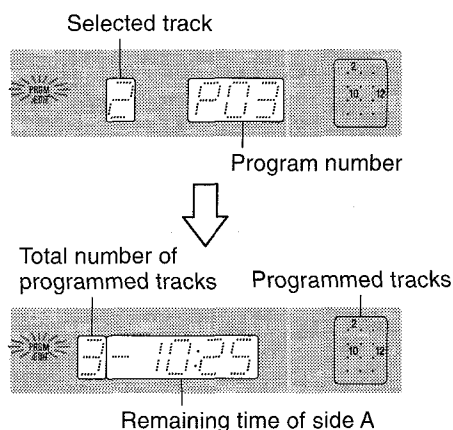 Selected track
PRGM
EDIT
2
P03
2
10 12
Program number
Total number of
programmed tracks
Programmed tracks
PRGM
EDIT
3- 10:25
2
10 12
Remaining time of side A